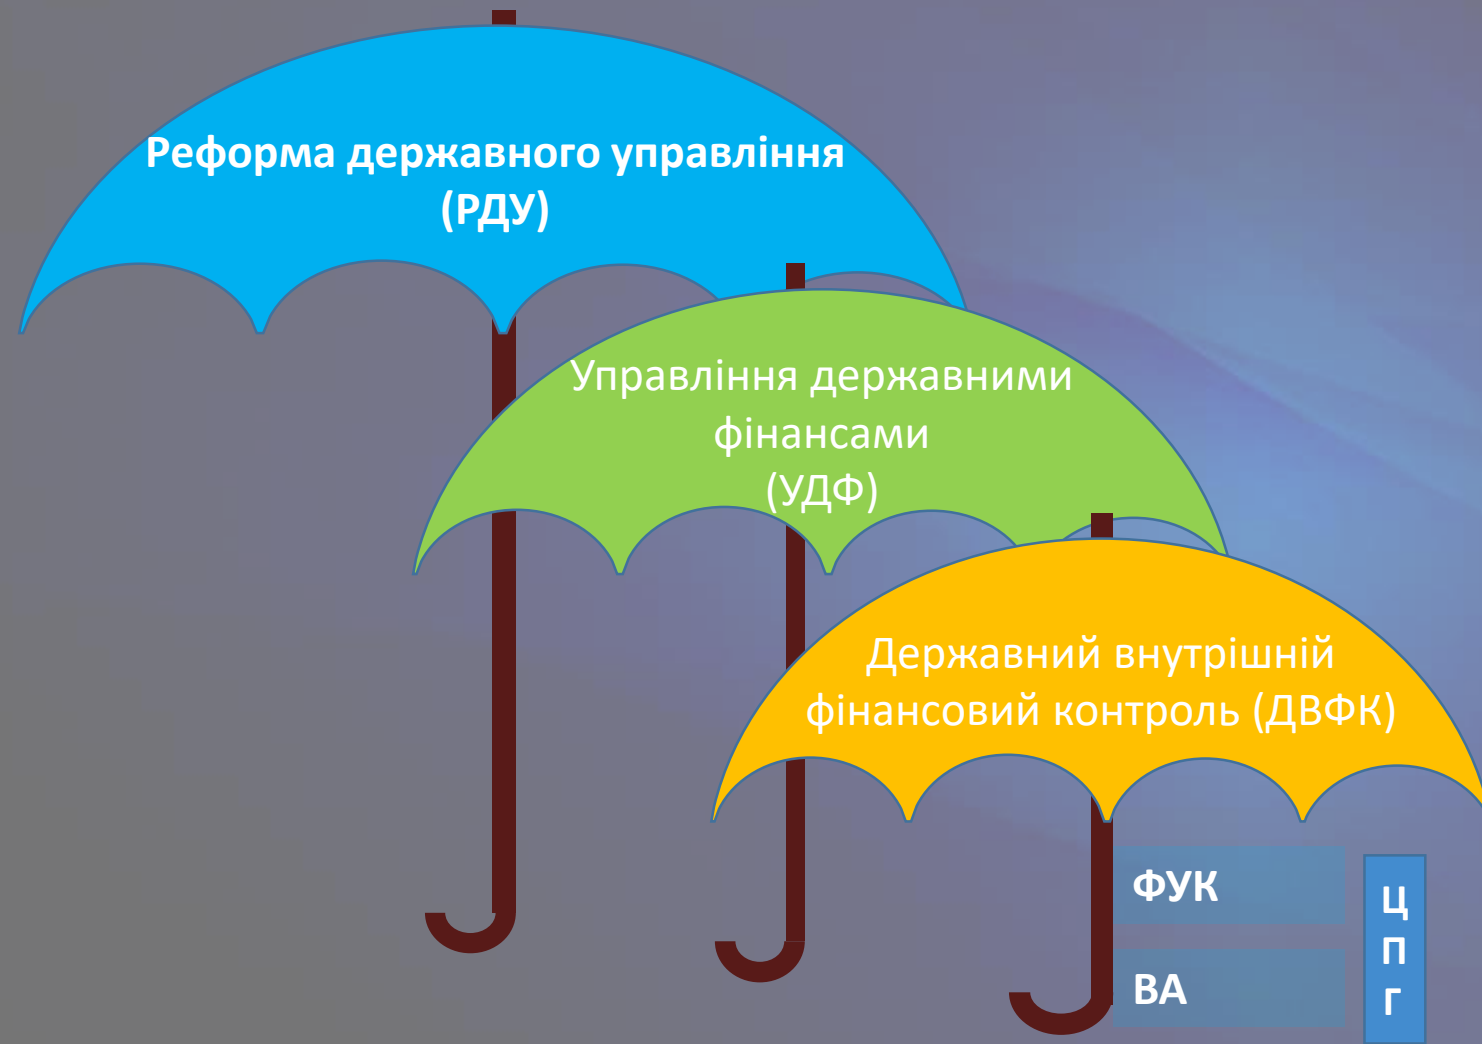 Реформа державного управління
(РДУ)
Управління державними
фінансами
(УДФ)
Державний внутрішній
фінансовий контроль (ДВФК)
ФУК
ВА
Ц
П
Г